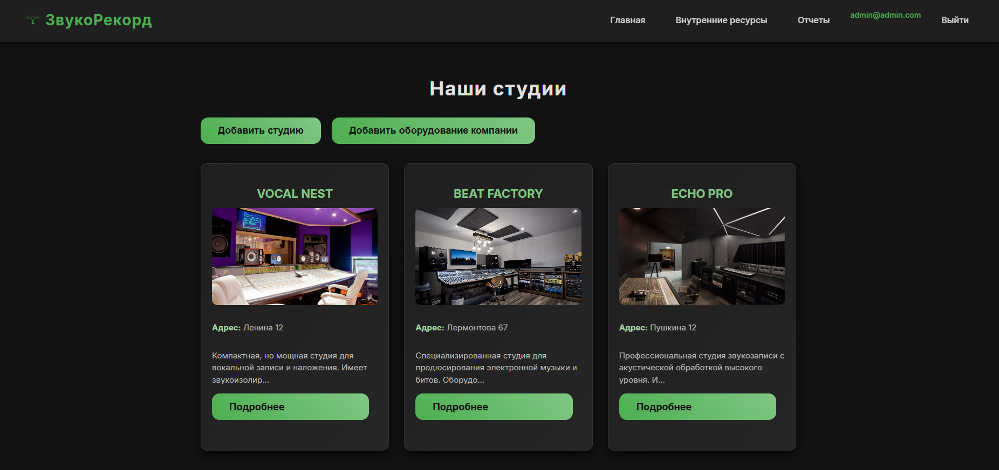 ЗвукоРекорд
Главная
Внутренние ресурсы
Отчеты
admin@admin.com
Выйти
Наши студии
Добавить студию
Добавить оборудование компании
VOCAL NEST
Адрес: Ленина 12
Компактная, но мощная студия для
вокальной записи и наложения. Имеет
звукоизолир...
Подробнее
BEAT FACTORY
Адрес: Лермонтова 67
Специализированная студия для
продюсирования электронной музыки и
битов. Оборудо...
Подробнее
ECHO PRO
Адрес: Пушкина 12
Профессиональная студия звукозаписи с
акустической обработкой высокого
уровня. И...
Подробнее